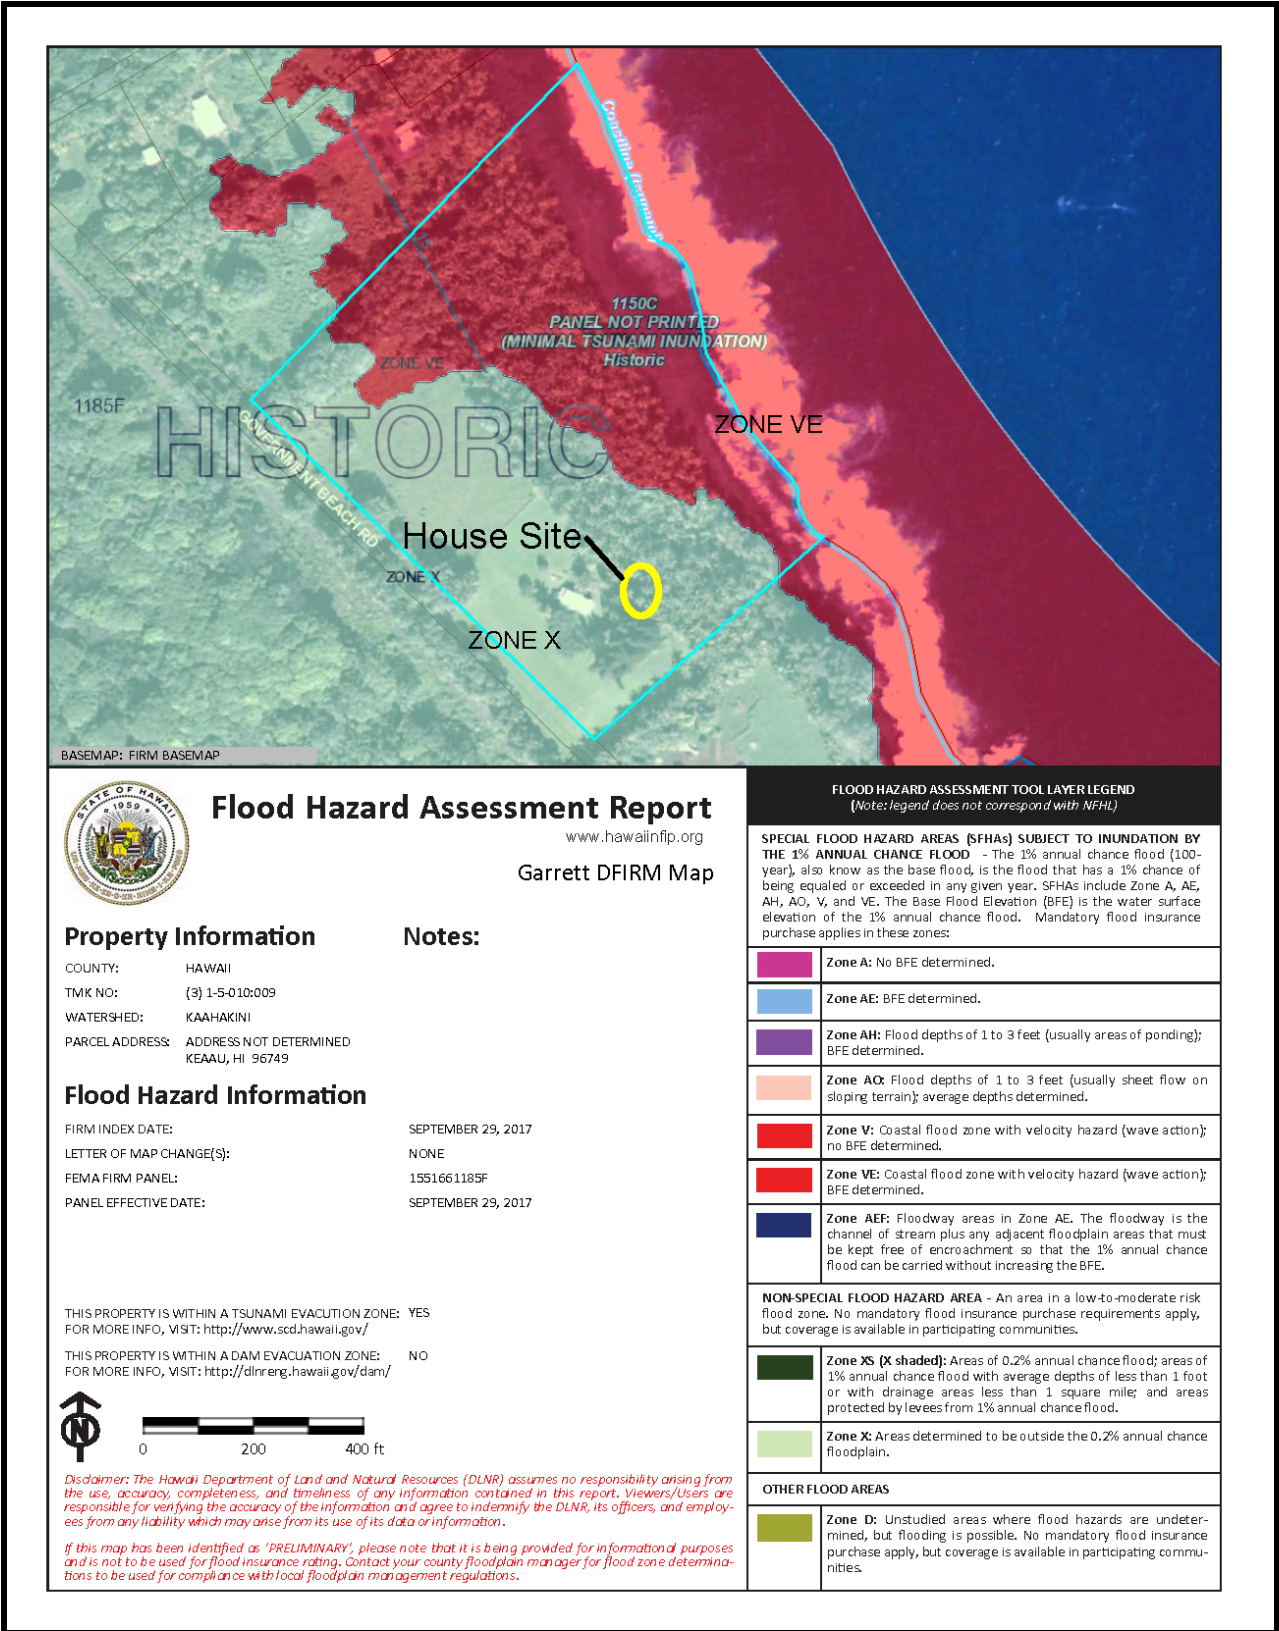 Coastline (Tsunami)
15
1150C
PANEL NOT PRINTED
(MINIMAL TSUNAMI INUNDATION)
Historic
ZONE VE
1185F
HISTORIC
ZONE VE
GOVERNMENT BEACH RD
House Site
ZONE X
ZONE X
BASEMAP: FIRM BASEMAP
STATE OF HAWAII
1959
Flood Hazard Assessment Report
www.hawaiinfip.org
Garrett DFIRM Map
Property Information
Notes:
COUNTY: HAWAII
TMK NO: (3) 1-5-010:009
WATERSHED: KAAHAKINI
PARCEL ADDRESS: ADDRESS NOT DETERMINED
KEAAU, HI 96749
Flood Hazard Information
FIRM INDEX DATE: SEPTEMBER 29, 2017
LETTER OF MAP CHANGE(S): NONE
FEMA FIRM PANEL: 1551661185F
PANEL EFFECTIVE DATE: SEPTEMBER 29, 2017
THIS PROPERTY IS WITHIN A TSUNAMI EVACUTION ZONE: YES
FOR MORE INFO, VISIT: http://www.scd.hawaii.gov/
THIS PROPERTY IS WITHIN A DAM EVACUATION ZONE: NO
FOR MORE INFO, VISIT: http://dlnreng.hawaii.gov/dam/
N
0 200 400 ft
Disclaimer: The Hawaii Department of Land and Natural Resources (DLNR) assumes no responsibility arising from
the use, accuracy, completeness, and timeliness of any information contained in this report. Viewers/Users are
responsible for verifying the accuracy of the information and agree to indemnify the DLNR, its officers, and employ-
ees from any liability which may arise from its use of its data or information.
If this map has been identified as 'PRELIMINARY', please note that it is being provided for informational purposes
and is not to be used for flood insurance rating. Contact your county floodplain manager for flood zone determina-
tions to be used for compliance with local floodplain management regulations.
FLOOD HAZARD ASSESSMENT TOOL LAYER LEGEND
(Note: legend does not correspond with NFHL)
SPECIAL FLOOD HAZARD AREAS (SFHAs) SUBJECT TO INUNDATION BY
THE 1% ANNUAL CHANCE FLOOD - The 1% annual chance flood (100-
year), also know as the base flood, is the flood that has a 1% chance of
being equaled or exceeded in any given year. SFHAs include Zone A, AE,
AH, AO, V, and VE. The Base Flood Elevation (BFE) is the water surface
elevation of the 1% annual chance flood. Mandatory flood insurance
purchase applies in these zones:
Zone A: No BFE determined.
Zone AE: BFE determined.
Zone AH: Flood depths of 1 to 3 feet (usually areas of ponding);
BFE determined.
Zone AO: Flood depths of 1 to 3 feet (usually sheet flow on
sloping terrain); average depths determined.
Zone V: Coastal flood zone with velocity hazard (wave action);
no BFE determined.
Zone VE: Coastal flood zone with velocity hazard (wave action);
BFE determined.
Zone AEF: Floodway areas in Zone AE. The floodway is the
channel of stream plus any adjacent floodplain areas that must
be kept free of encroachment so that the 1% annual chance
flood can be carried without increasing the BFE.
NON-SPECIAL FLOOD HAZARD AREA - An area in a low-to-moderate risk
flood zone. No mandatory flood insurance purchase requirements apply,
but coverage is available in participating communities.
Zone XS (X shaded): Areas of 0.2% annual chance flood; areas of
1% annual chance flood with average depths of less than 1 foot
or with drainage areas less than 1 square mile; and areas
protected by levees from 1% annual chance flood.
Zone X: Areas determined to be outside the 0.2% annual chance
floodplain.
OTHER FLOOD AREAS
Zone D: Unstudied areas where flood hazards are undeter-
mined, but flooding is possible. No mandatory flood insurance
purchase apply, but coverage is available in participating commu-
nities.